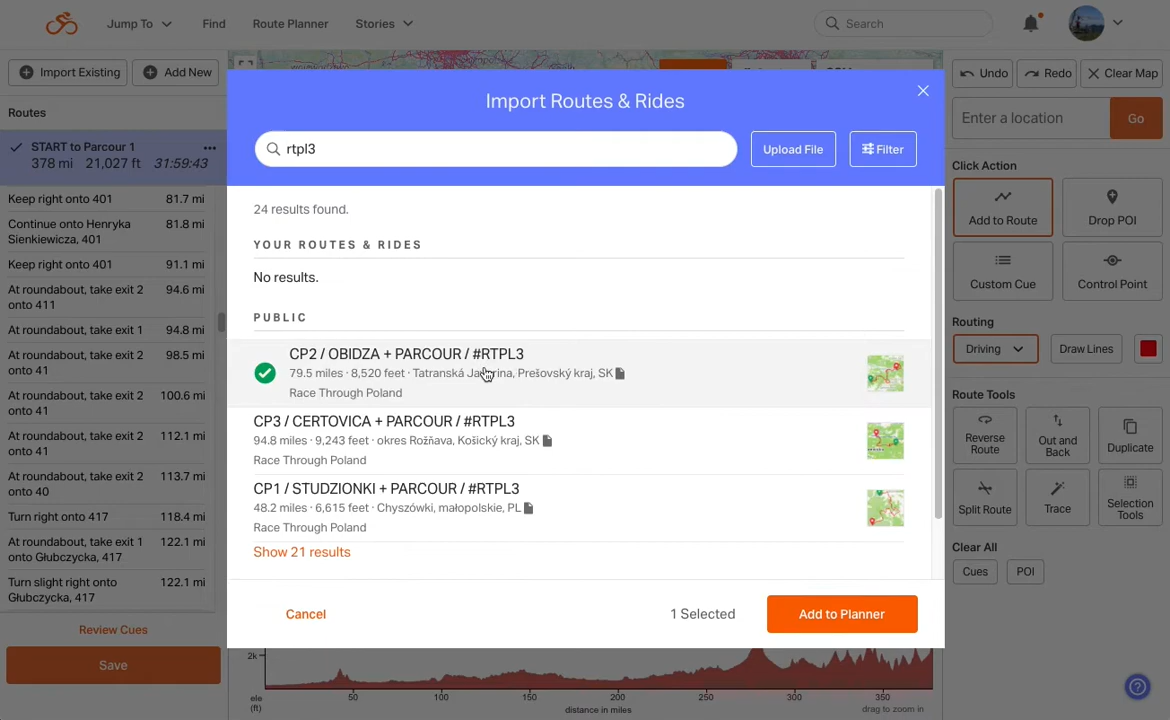 Jump To
Find
Route Planner
Stories
Search
Import Existing
Add New
Undo
Redo
Clear Map
Routes
START to Parcour 1
378 mi 21,027 ft 31:59:43
Keep right onto 401 81.7 mi
Continue onto Henryka 81.8 mi
Sienkiewicza, 401
Keep right onto 401 91.1 mi
At roundabout, take exit 2 94.6 mi
onto 411
At roundabout, take exit 1 94.8 mi
At roundabout, take exit 2 98.5 mi
onto 41
At roundabout, take exit 2 100.6 mi
onto 41
At roundabout, take exit 2 112.1 mi
onto 41
At roundabout, take exit 2 113.7 mi
onto 40
Turn right onto 417 118.4 mi
At roundabout, take exit 1 122.1 mi
onto Głubczycka, 417
Turn slight right onto 122.1 mi
Głubczycka, 417
Review Cues
Save
Import Routes & Rides
rtpl3
Upload File
Filter
24 results found.
YOUR ROUTES & RIDES
No results.
PUBLIC
CP2 / OBIDZA + PARCOUR / #RTPL3
79.5 miles · 8,520 feet · Tatranská Javorina, Prešovský kraj, SK
Race Through Poland
CP3 / CERTOVICA + PARCOUR / #RTPL3
94.8 miles · 9,243 feet · okres Rožňava, Košický kraj, SK
Race Through Poland
CP1 / STUDZIONKI + PARCOUR / #RTPL3
48.2 miles · 6,615 feet · Chyszówki, małopolskie, PL
Race Through Poland
Show 21 results
Cancel
1 Selected
Add to Planner
2k
ele
(ft)
50 100 150 200 250 300 350
distance in miles
drag to zoom in
Enter a location
Go
Click Action
Add to Route
Drop POI
Custom Cue
Control Point
Routing
Driving
Draw Lines
Route Tools
Reverse
Route
Out and
Back
Duplicate
Split Route
Trace
Selection
Tools
Clear All
Cues
POI